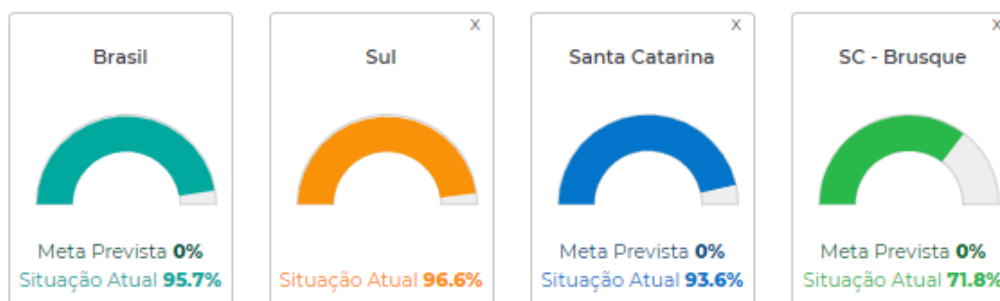 X
X
X
Brasil
Sul
Santa Catarina
SC - Brusque
Meta Prevista 0%
Situação Atual 95.7%
Situação Atual 96.6%
Meta Prevista 0%
Situação Atual 93.6%
Meta Prevista 0%
Situação Atual 71.8%